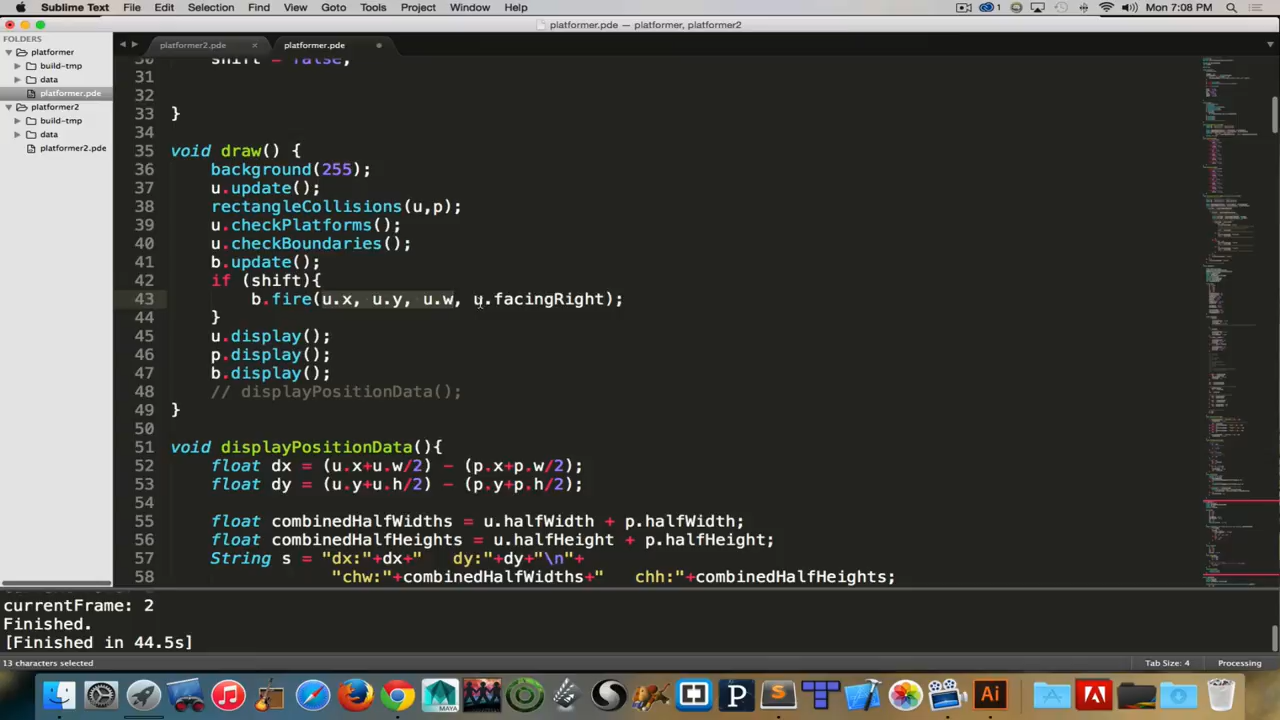 Sublime Text File Edit Selection Find View Goto Tools Project Window Help Mon 7:08 PM
platformer.pde — platformer, platformer2
FOLDERS
platformer
build-tmp
data
platformer.pde
platformer2
build-tmp
data
platformer2.pde
platformer2.pde platformer.pde
30 shift = false;
31
32
33 }
34
35 void draw() {
36 background(255);
37 u.update();
38 rectangleCollisions(u,p);
39 u.checkPlatforms();
40 u.checkBoundaries();
41 b.update();
42 if (shift){
43 b.fire(u.x, u.y, u.w, u.facingRight);
44 }
45 u.display();
46 p.display();
47 b.display();
48 // displayPositionData();
49 }
50
51 void displayPositionData(){
52 float dx = (u.x+u.w/2) - (p.x+p.w/2);
53 float dy = (u.y+u.h/2) - (p.y+p.h/2);
54
55 float combinedHalfWidths = u.halfWidth + p.halfWidth;
56 float combinedHalfHeights = u.halfHeight + p.halfHeight;
57 String s = "dx:"+dx+" dy:"+dy+"\n"+
58 "chw:"+combinedHalfWidths+" chh:"+combinedHalfHeights;
currentFrame: 2
Finished.
[Finished in 44.5s]
13 characters selected Tab Size: 4 Processing